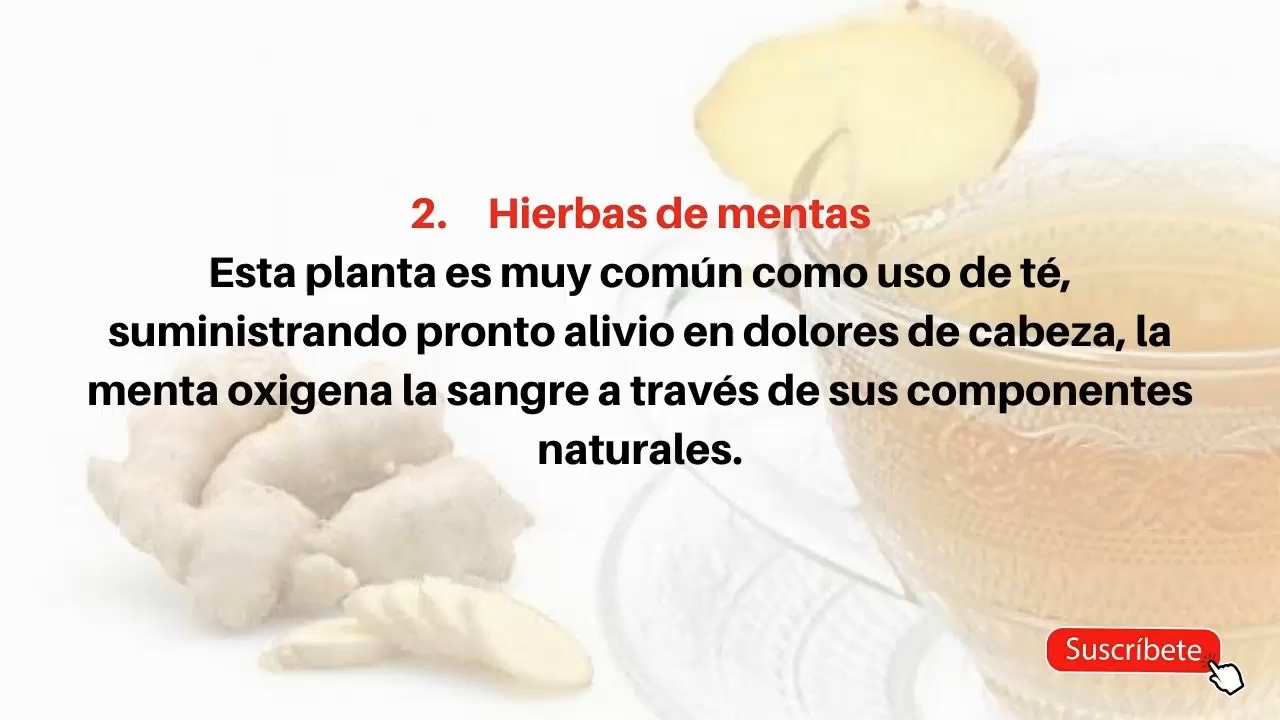 2. Hierbas de mentas
Esta planta es muy común como uso de té,
suministrando pronto alivio en dolores de cabeza, la
menta oxigena la sangre a través de sus componentes
naturales.
Suscríbete